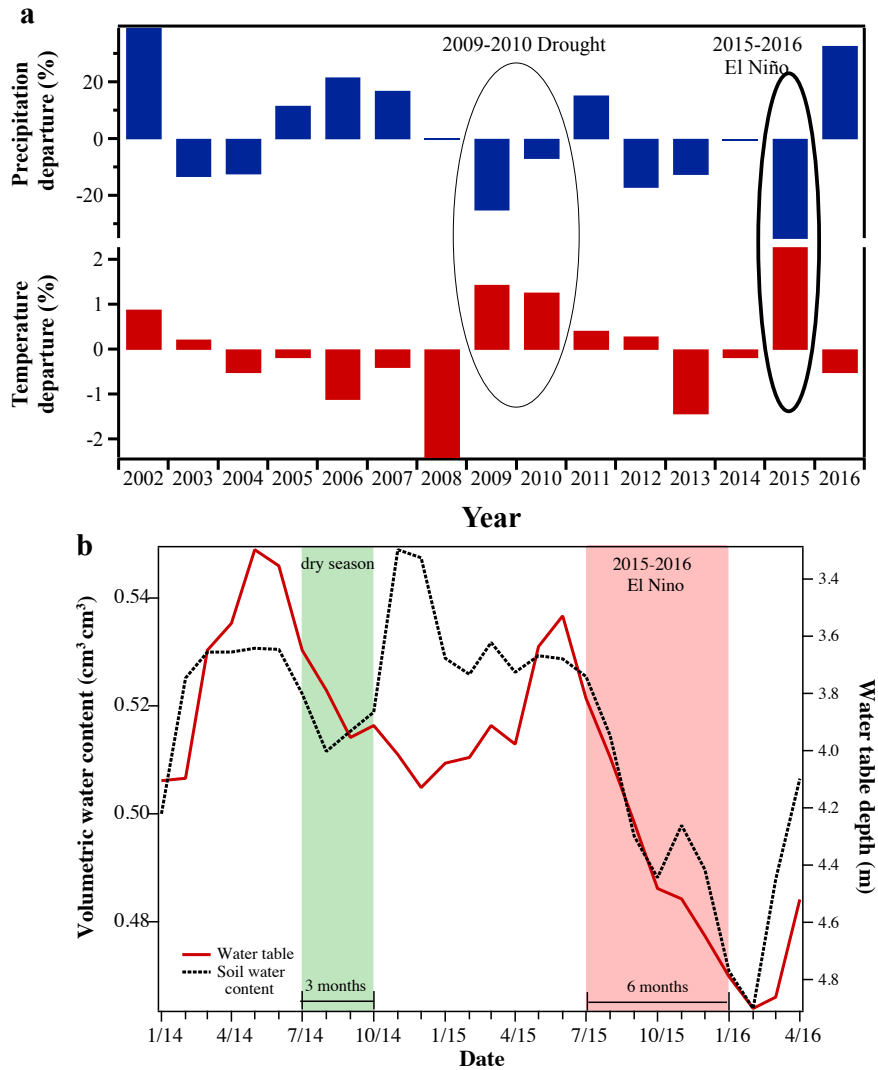 a
2009-2010 Drought
2015-2016
El Niño
Precipitation
departure (%)
20
0
-20
Temperature
departure (%)
2
1
0
-1
-2
2002 2003 2004 2005 2006 2007 2008 2009 2010 2011 2012 2013 2014 2015 2016
Year
b
dry season
2015-2016
El Nino
Volumetric water content (cm³ cm³)
0.54
0.52
0.50
0.48
Water table depth (m)
3.4
3.6
3.8
4.0
4.2
4.4
4.6
4.8
Water table
Soil water
content
3 months
6 months
1/14 4/14 7/14 10/14 1/15 4/15 7/15 10/15 1/16 4/16
Date